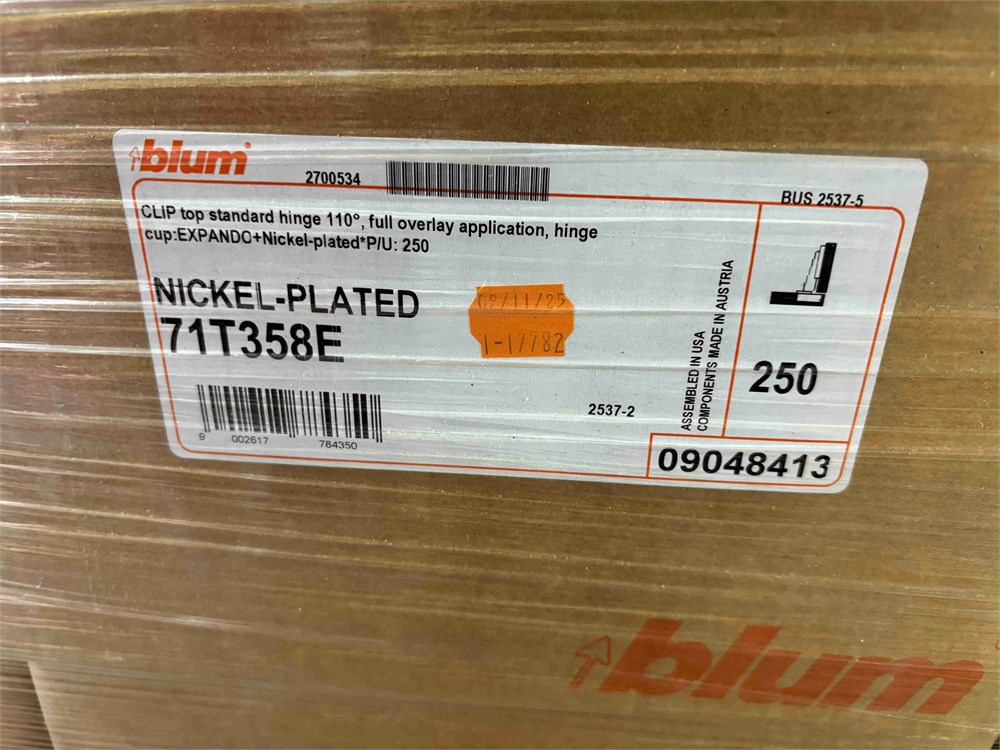 blum
2700534
BUS 2537-5
CLIP top standard hinge 110°, full overlay application, hinge
cup:EXPANDO+Nickel-plated*P/U: 250
NICKEL-PLATED
71T358E
/11/25
1-17782
ASSEMBLED IN USA
COMPONENTS MADE IN AUSTRIA
250
2537-2
9 002617 784350
09048413
blum